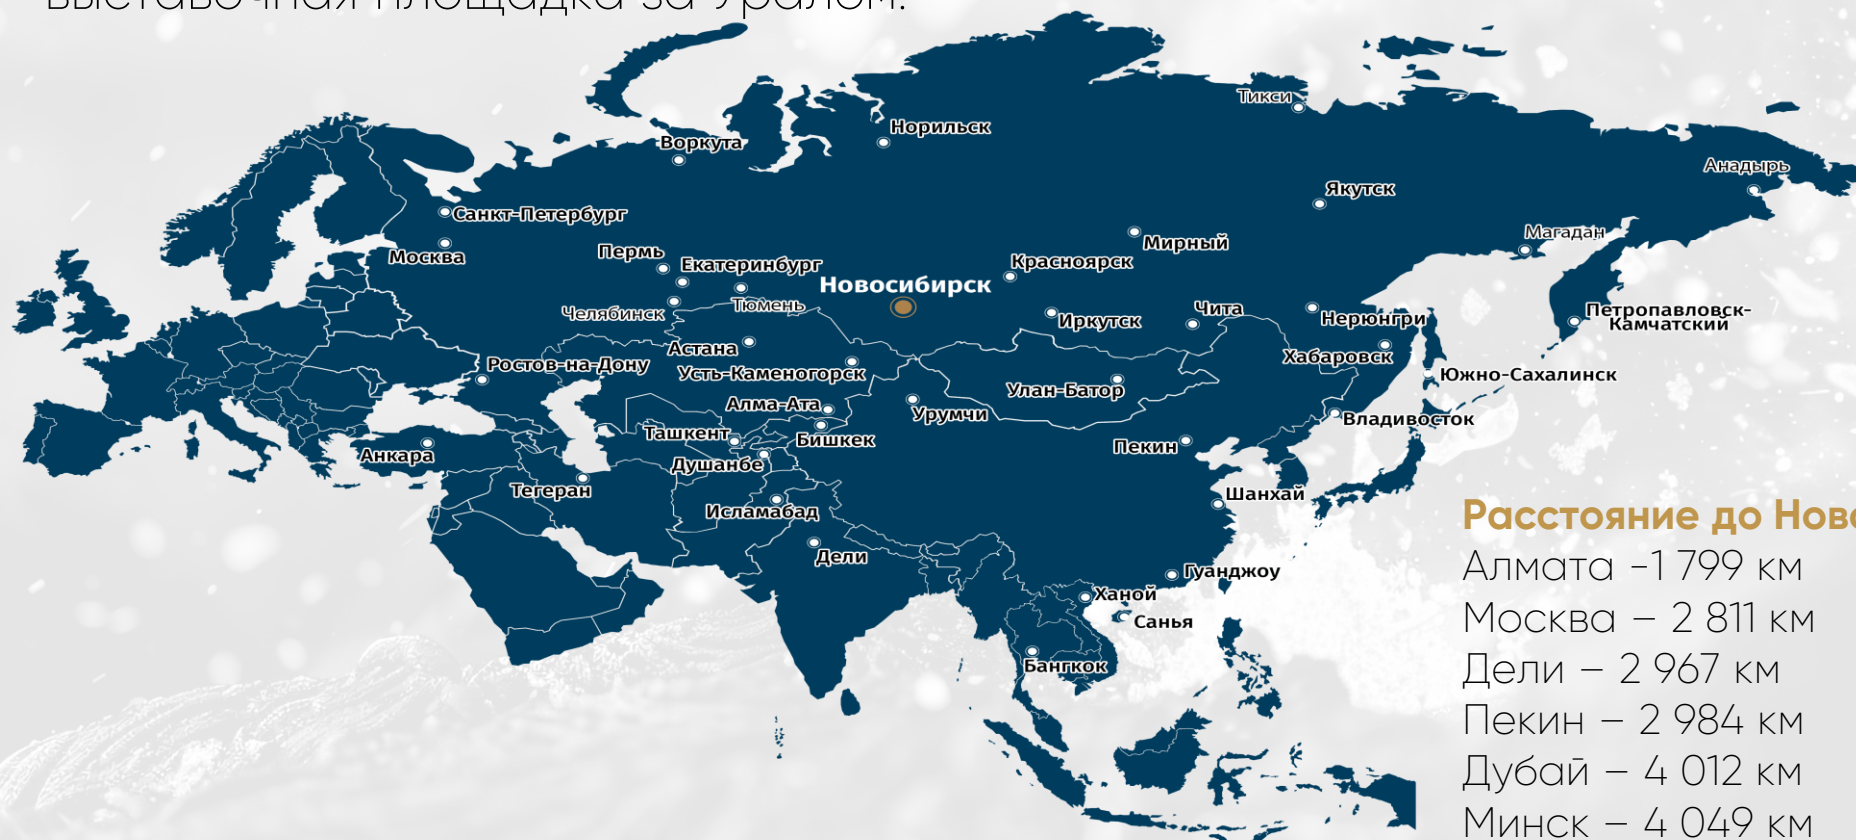 выставочная площадка за Уралом.
Тикси
Норильск
Воркута
Анадырь
Якутск
Санкт-Петербург
Магадан
Мирный
Москва
Пермь
Екатеринбург
Красноярск
Новосибирск
Тюмень
Челябинск
Чита
Иркутск
Нерюнгри
Петропавловск-
Камчатский
Астана
Хабаровск
Ростов-на-Дону
Усть-Каменогорск
Южно-Сахалинск
Улан-Батор
Алма-Ата
Урумчи
Владивосток
Ташкент
Бишкек
Пекин
Анкара
Душанбе
Тегеран
Шанхай
Исламабад
Дели
Гуанджоу
Ханой
Санья
Бангкок
Расстояние до Ново
Алмата -1 799 км
Москва – 2 811 км
Дели – 2 967 км
Пекин – 2 984 км
Дубай – 4 012 км
Минск – 4 049 км